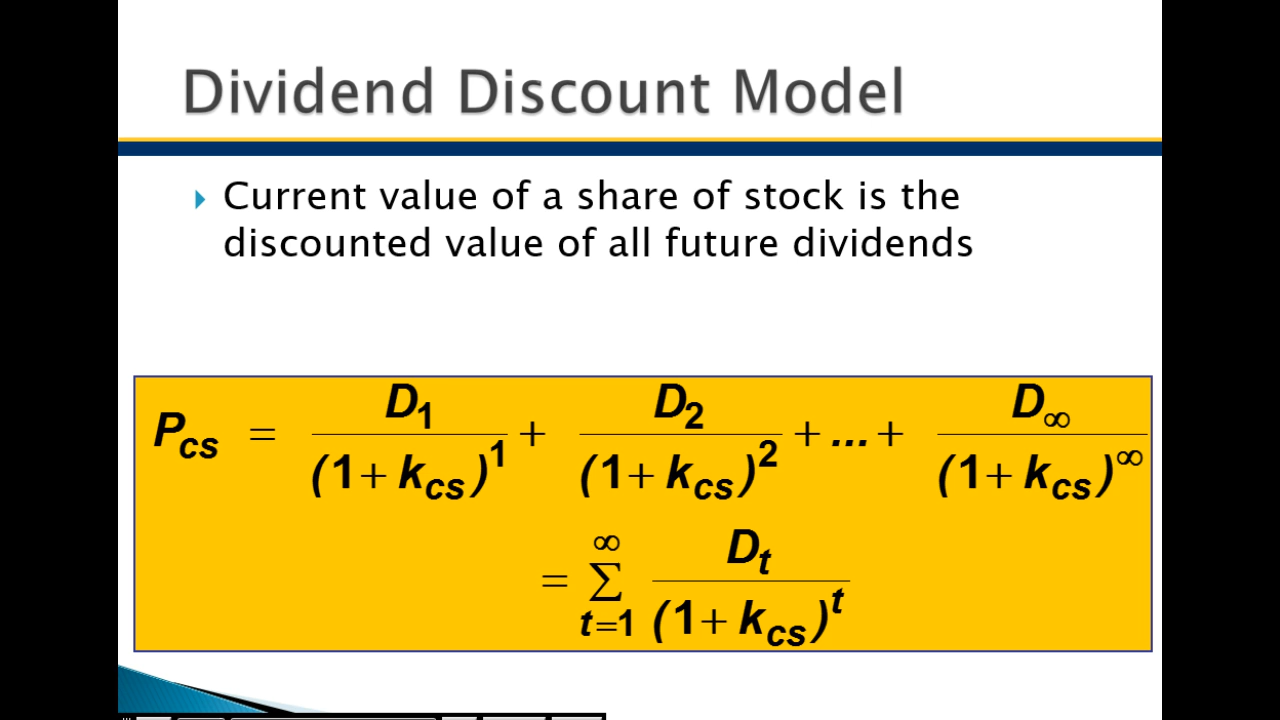 Dividend Discount Model
Current value of a share of stock is the
discounted value of all future dividends
P_cs = D_1 / (1 + k_cs)^1 + D_2 / (1 + k_cs)^2 + ... + D_∞ / (1 + k_cs)^∞
= ∑_{t=1}^{∞} D_t / (1 + k_cs)^t